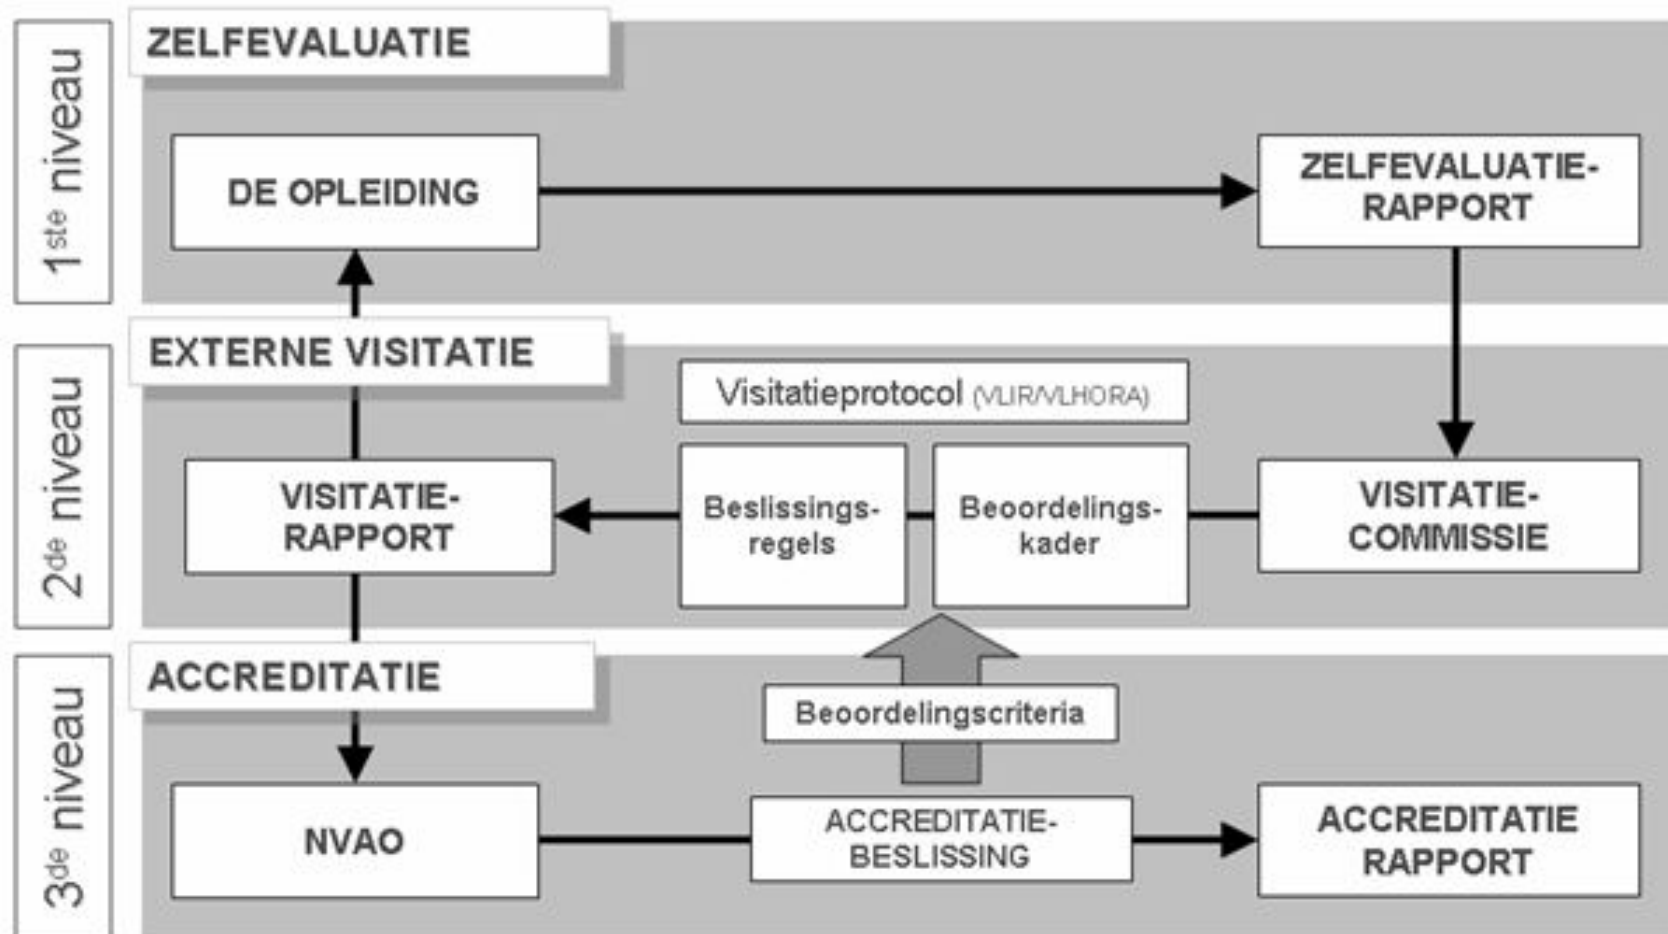 1ste niveau
ZELFEVALUATIE
DE OPLEIDING
ZELFEVALUATIE-
RAPPORT
2de niveau
EXTERNE VISITATIE
Visitatieprotocol (VLIR/VLHORA)
VISITATIE-
RAPPORT
Beslissings-
regels
Beoordelings-
kader
VISITATIE-
COMMISSIE
3de niveau
ACCREDITATIE
Beoordelingscriteria
NVAO
ACCREDITATIE-
BESLISSING
ACCREDITATIE
RAPPORT